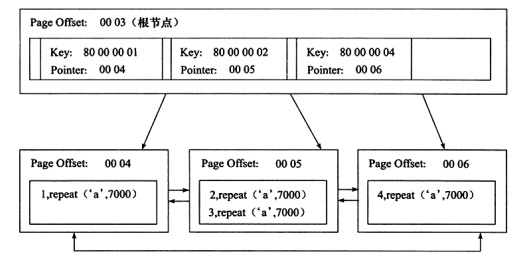 Page Offset: 00 03（根节点）
Key: 80 00 00 01
Pointer: 00 04
Key: 80 00 00 02
Pointer: 00 05
Key: 80 00 00 04
Pointer: 00 06
Page Offset: 00 04
1,repeat（‘a’,7000）
Page Offset: 00 05
2,repeat（‘a’,7000）
3,repeat（‘a’,7000）
Page Offset: 00 06
4,repeat（‘a’,7000）